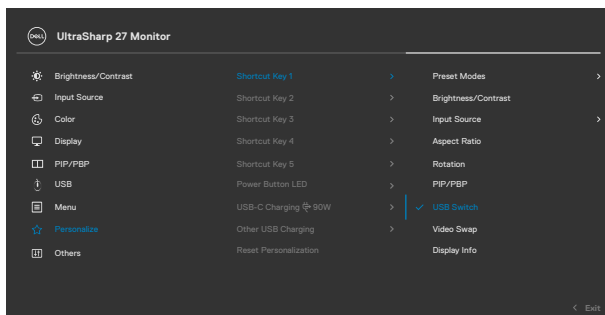 DELL UltraSharp 27 Monitor
Brightness/Contrast Shortcut Key 1 > Preset Modes >
Input Source Shortcut Key 2 > Brightness/Contrast
Color Shortcut Key 3 > Input Source >
Display Shortcut Key 4 > Aspect Ratio
PIP/PBP Shortcut Key 5 > Rotation
USB Power Button LED > PIP/PBP
Menu USB-C Charging 90W > ✓ USB Switch
Personalize Other USB Charging > Video Swap
Others Reset Personalization Display Info
< Exit